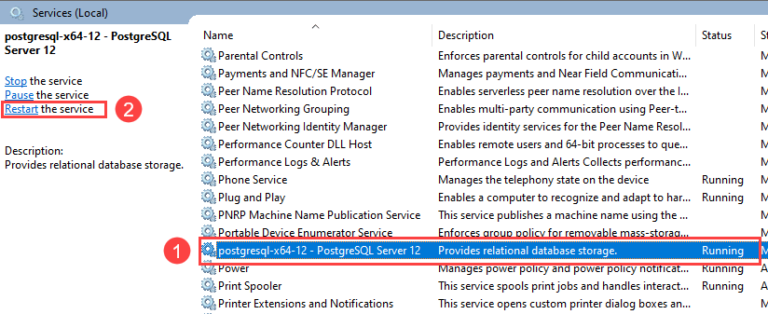 Services (Local)
postgresql-x64-12 - PostgreSQL
Server 12
Stop the service
Pause the service
Restart the service
2
Description:
Provides relational database storage.
Name Description Status
Parental Controls Enforces parental controls for child accounts in W...
Payments and NFC/SE Manager Manages payments and Near Field Communicati...
Peer Name Resolution Protocol Enables serverless peer name resolution over the I...
Peer Networking Grouping Enables multi-party communication using Peer-t...
Peer Networking Identity Manager Provides identity services for the Peer Name Resol...
Performance Counter DLL Host Enables remote users and 64-bit processes to que...
Performance Logs & Alerts Performance Logs and Alerts Collects performanc...
Phone Service Manages the telephony state on the device Running
Plug and Play Enables a computer to recognize and adapt to har... Running
PNRP Machine Name Publication Service This service publishes a machine name using the ...
Portable Device Enumerator Service Enforces group policy for removable mass-storag...
1
postgresql-x64-12 - PostgreSQL Server 12 Provides relational database storage. Running
Power Manages power policy and power policy notificat... Running
Print Spooler This service spools print jobs and handles interact... Running
Printer Extensions and Notifications This service opens custom printer dialog boxes an...